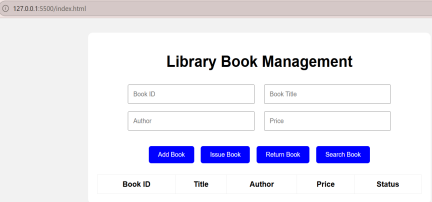 127.0.0.1:5500/index.html
Library Book Management
Book ID Book Title
Author Price
Add Book Issue Book Return Book Search Book
Book ID Title Author Price Status